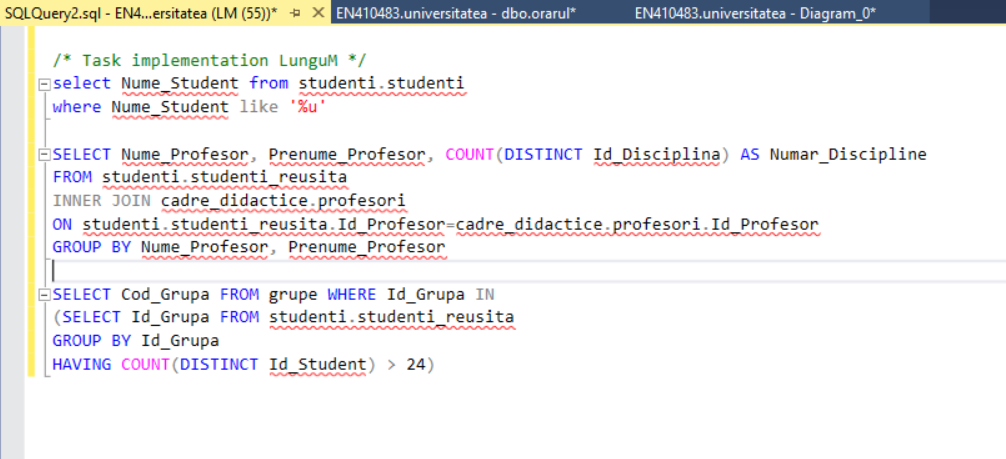 SQLQuery2.sql - EN4...ersitatea (LM (55))* EN410483.universitatea - dbo.orarul* EN410483.universitatea - Diagram_0*
/* Task implementation LunguM */
select Nume_Student from studenti.studenti
where Nume_Student like '%u'
SELECT Nume_Profesor, Prenume_Profesor, COUNT(DISTINCT Id_Disciplina) AS Numar_Discipline
FROM studenti.studenti_reusita
INNER JOIN cadre_didactice.profesori
ON studenti.studenti_reusita.Id_Profesor=cadre_didactice.profesori.Id_Profesor
GROUP BY Nume_Profesor, Prenume_Profesor
SELECT Cod_Grupa FROM grupe WHERE Id_Grupa IN
(SELECT Id_Grupa FROM studenti.studenti_reusita
GROUP BY Id_Grupa
HAVING COUNT(DISTINCT Id_Student) > 24)